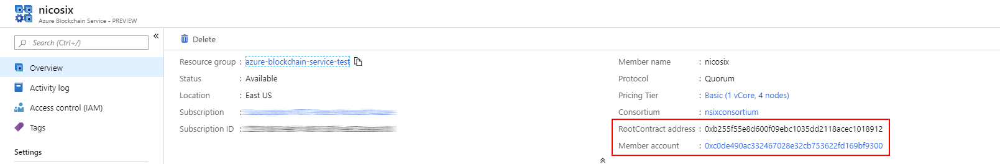 nicosix
Azure Blockchain Service - PREVIEW
Search (Ctrl+/)
«
Overview
Activity log
Access control (IAM)
Tags
Settings
Delete
Resource group : azure-blockchain-service-test
Status : Available
Location : East US
Subscription :
Subscription ID :
Member name : nicosix
Protocol : Quorum
Pricing Tier : Basic (1 vCore, 4 nodes)
Consortium : nsixconsortium
RootContract address : 0xb255f55e8d600f09ebc1035dd2118acec1018912
Member account : 0xc0de490ac332467028e32cb753622fd169bf9300